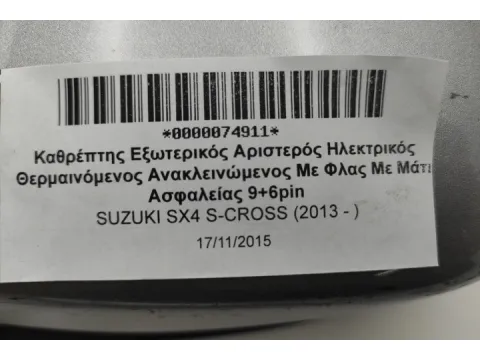 *0000074911*
Καθρέπτης Εξωτερικός Αριστερός Ηλεκτρικός
Θερμαινόμενος Ανακλεινώμενος Με Φλας Με Μάτι
Ασφαλείας 9+6pin
SUZUKI SX4 S-CROSS (2013 - )
17/11/2015